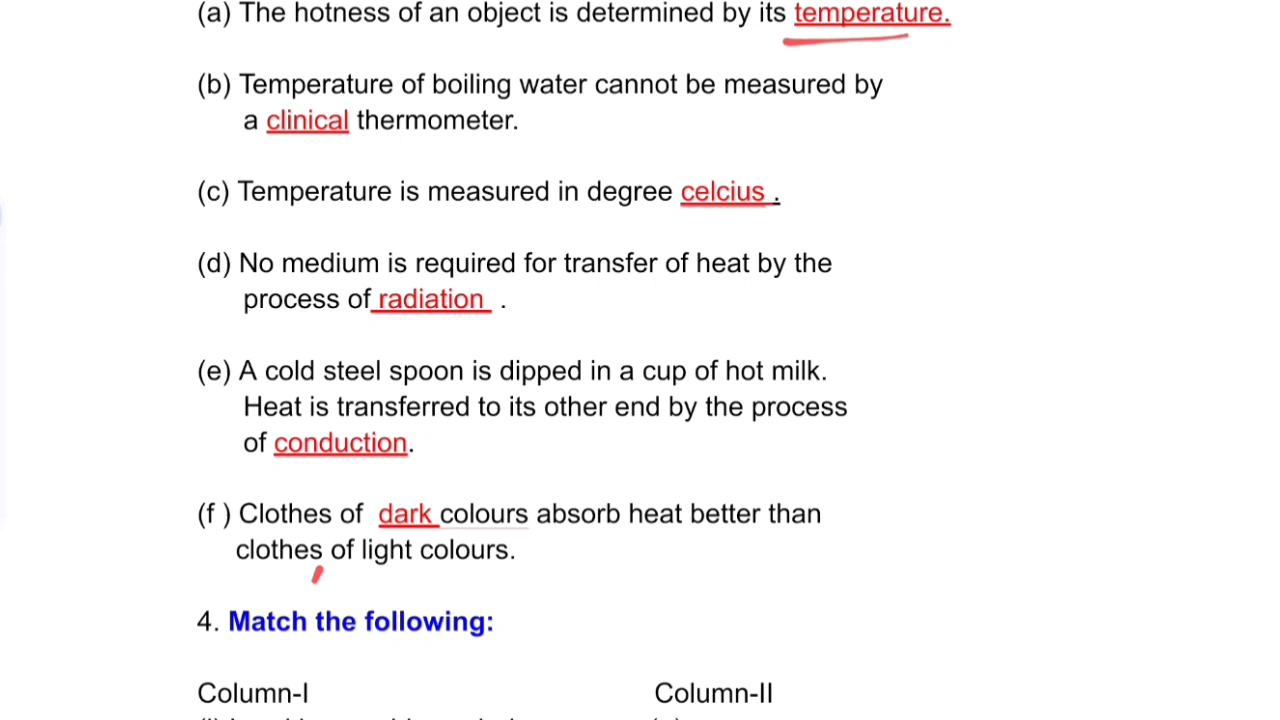 (a) The hotness of an object is determined by its temperature.
(b) Temperature of boiling water cannot be measured by
a clinical thermometer.
(c) Temperature is measured in degree celcius .
(d) No medium is required for transfer of heat by the
process of radiation .
(e) A cold steel spoon is dipped in a cup of hot milk.
Heat is transferred to its other end by the process
of conduction.
(f ) Clothes of dark colours absorb heat better than
clothes of light colours.
4. Match the following:
Column-I Column-II